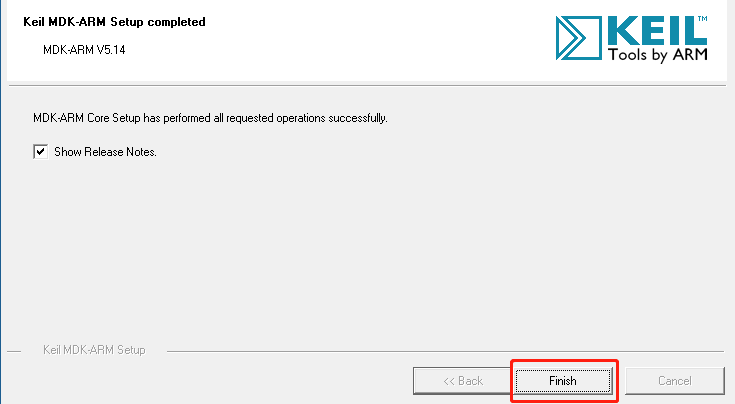 Keil MDK-ARM Setup completed
MDK-ARM V5.14
KEIL™
Tools by ARM
MDK-ARM Core Setup has performed all requested operations successfully.
Show Release Notes.
Keil MDK-ARM Setup
<< Back
Finish
Cancel